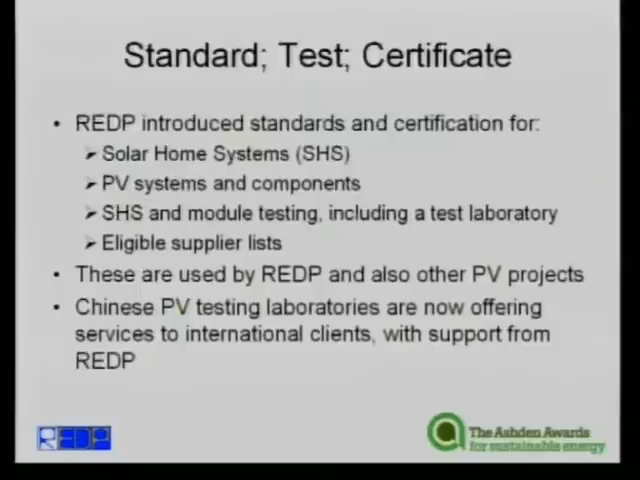 Standard; Test; Certificate
• REDP introduced standards and certification for:
➢ Solar Home Systems (SHS)
➢ PV systems and components
➢ SHS and module testing, including a test laboratory
➢ Eligible supplier lists
• These are used by REDP and also other PV projects
• Chinese PV testing laboratories are now offering
services to international clients, with support from
REDP
REDP
The Ashden Awards
for sustainable energy